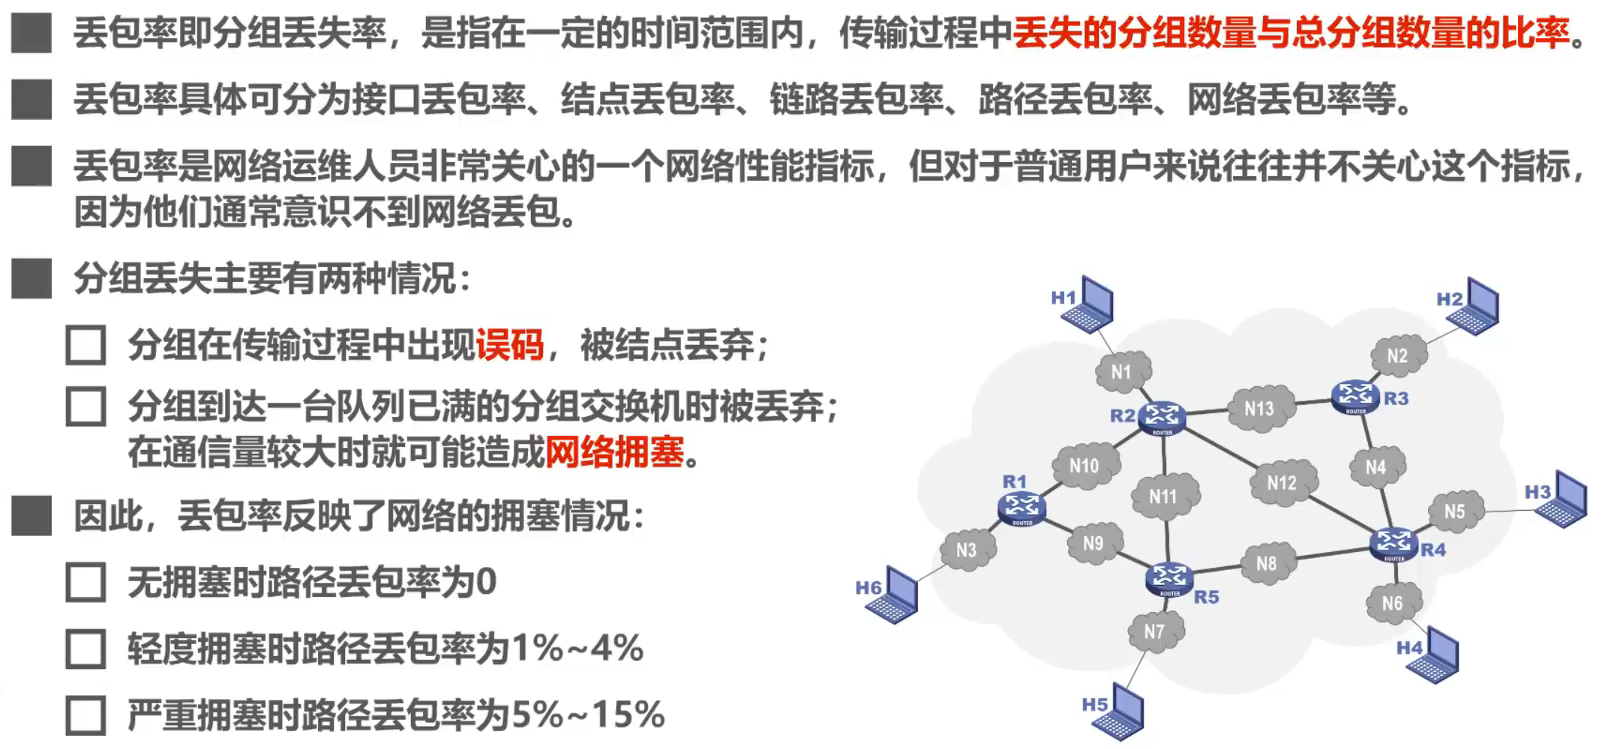 丢包率即分组丢失率，是指在一定的时间范围内，传输过程中丢失的分组数量与总分组数量的比率。
丢包率具体可分为接口丢包率、结点丢包率、链路丢包率、路径丢包率、网络丢包率等。
丢包率是网络运维人员非常关心的一个网络性能指标，但对于普通用户来说往往并不关心这个指标，
因为他们通常意识不到网络丢包。
分组丢失主要有两种情况：
分组在传输过程中出现误码，被结点丢弃；
分组到达一台队列已满的分组交换机时被丢弃；
在通信量较大时就可能造成网络拥塞。
因此，丢包率反映了网络的拥塞情况：
无拥塞时路径丢包率为0
轻度拥塞时路径丢包率为1%~4%
严重拥塞时路径丢包率为5%~15%
H1
H2
N1
N2
R2
ROUTER
N13
R3
ROUTER
N10
N4
R1
ROUTER
N11
N12
H3
N5
N3
N9
R4
ROUTER
N8
H6
R5
ROUTER
N6
N7
H4
H5